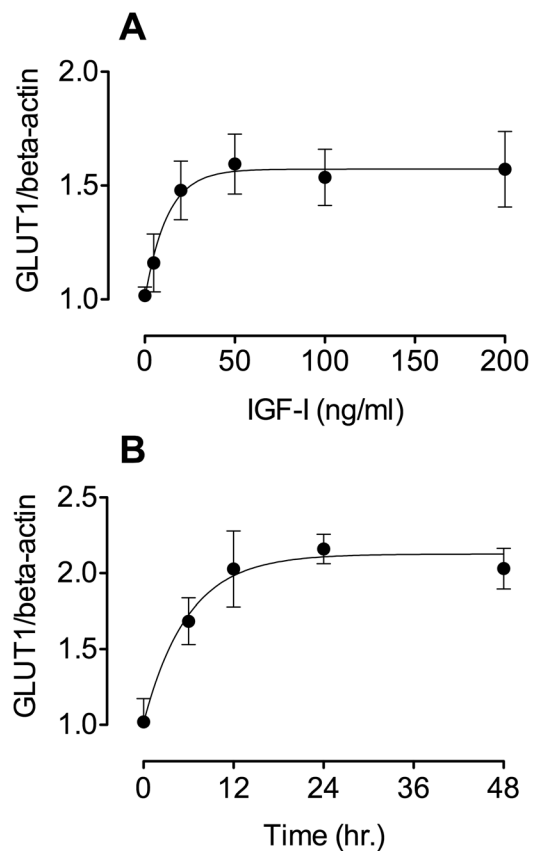 A
GLUT1/beta-actin
2.0
1.5
1.0
0 50 100 150 200
IGF-I (ng/ml)
B
GLUT1/beta-actin
2.5
2.0
1.5
1.0
0 12 24 36 48
Time (hr.)